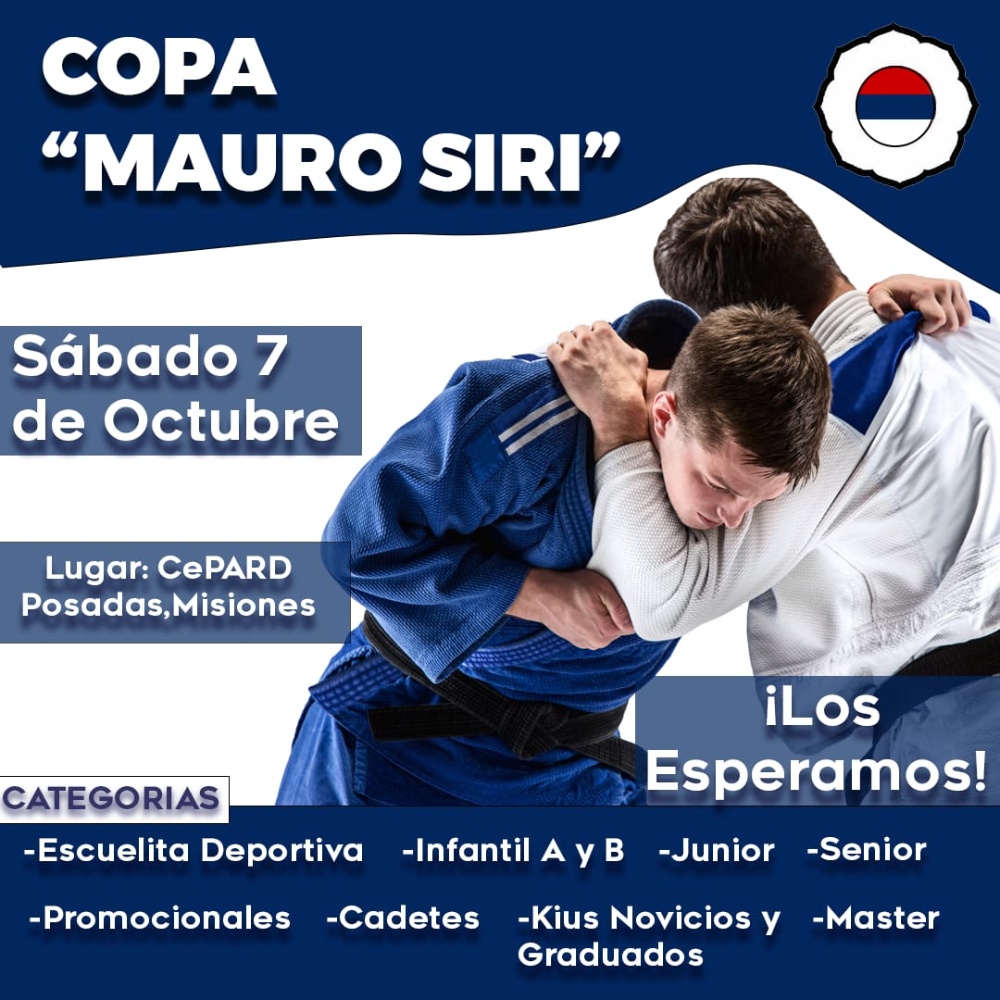 COPA
“MAURO SIRI”
Sábado 7
de Octubre
Lugar: CePARD
Posadas,Misiones
¡Los
Esperamos!
CATEGORIAS
-Escuelita Deportiva -Infantil A y B -Junior -Senior
-Promocionales -Cadetes -Kius Novicios y -Master
Graduados